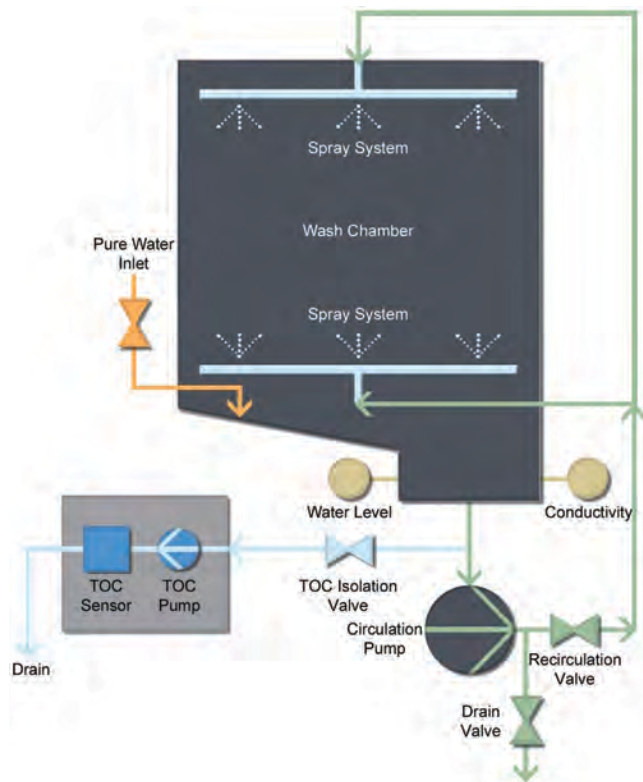 Spray System
Wash Chamber
Pure Water
Inlet
Spray System
Water Level
Conductivity
TOC
Sensor
TOC
Pump
TOC Isolation
Valve
Circulation
Pump
Recirculation
Valve
Drain
Drain
Valve